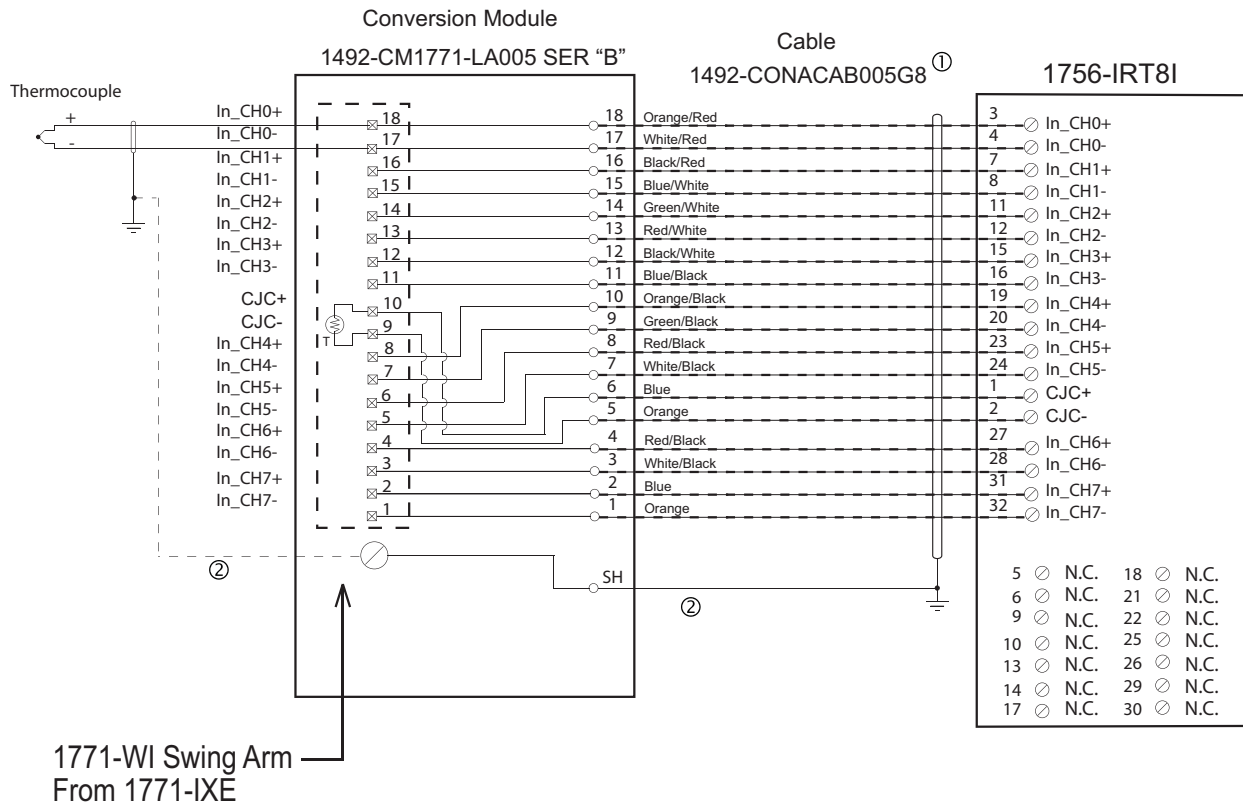 Conversion Module
1492-CM1771-LA005 SER “B”
Cable
1492-CONACAB005G8 ①
1756-IRT8I
Thermocouple
+
-
In_CH0+
In_CH0-
In_CH1+
In_CH1-
In_CH2+
In_CH2-
In_CH3+
In_CH3-
CJC+
CJC-
In_CH4+
In_CH4-
In_CH5+
In_CH5-
In_CH6+
In_CH6-
In_CH7+
In_CH7-
18
17
16
15
14
13
12
11
10
9
8
7
6
5
4
3
2
1
T
18 Orange/Red
17 White/Red
16 Black/Red
15 Blue/White
14 Green/White
13 Red/White
12 Black/White
11 Blue/Black
10 Orange/Black
9 Green/Black
8 Red/Black
7 White/Black
6 Blue
5 Orange
4 Red/Black
3 White/Black
2 Blue
1 Orange
SH
②
②
3 In_CH0+
4 In_CH0-
7 In_CH1+
8 In_CH1-
11 In_CH2+
12 In_CH2-
15 In_CH3+
16 In_CH3-
19 In_CH4+
20 In_CH4-
23 In_CH5+
24 In_CH5-
1 CJC+
2 CJC-
27 In_CH6+
28 In_CH6-
31 In_CH7+
32 In_CH7-
5 N.C. 18 N.C.
6 N.C. 21 N.C.
9 N.C. 22 N.C.
10 N.C. 25 N.C.
13 N.C. 26 N.C.
14 N.C. 29 N.C.
17 N.C. 30 N.C.
1771-WI Swing Arm
From 1771-IXE